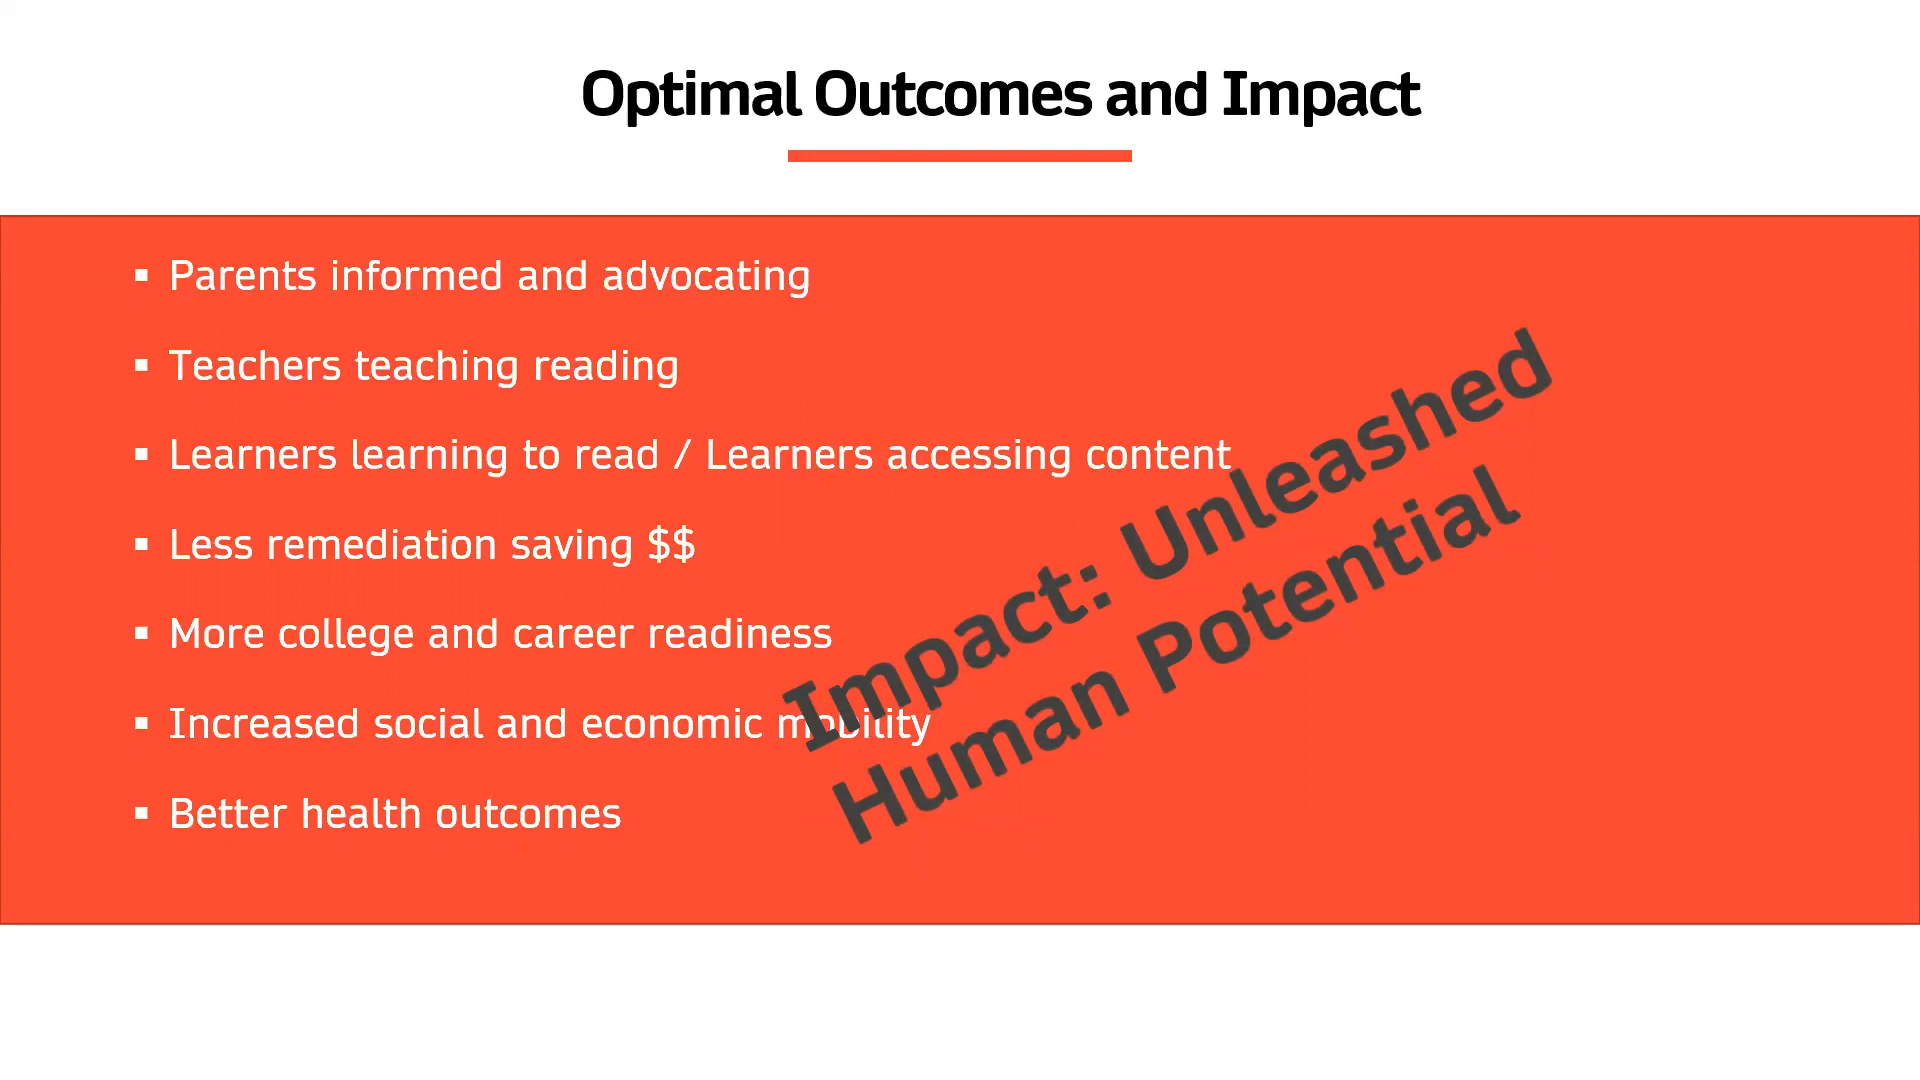 Optimal Outcomes and Impact
▪ Parents informed and advocating
▪ Teachers teaching reading
▪ Learners learning to read / Learners accessing content
▪ Less remediation saving $$
▪ More college and career readiness
▪ Increased social and economic mobility
▪ Better health outcomes
Impact: Unleashed
Human Potential